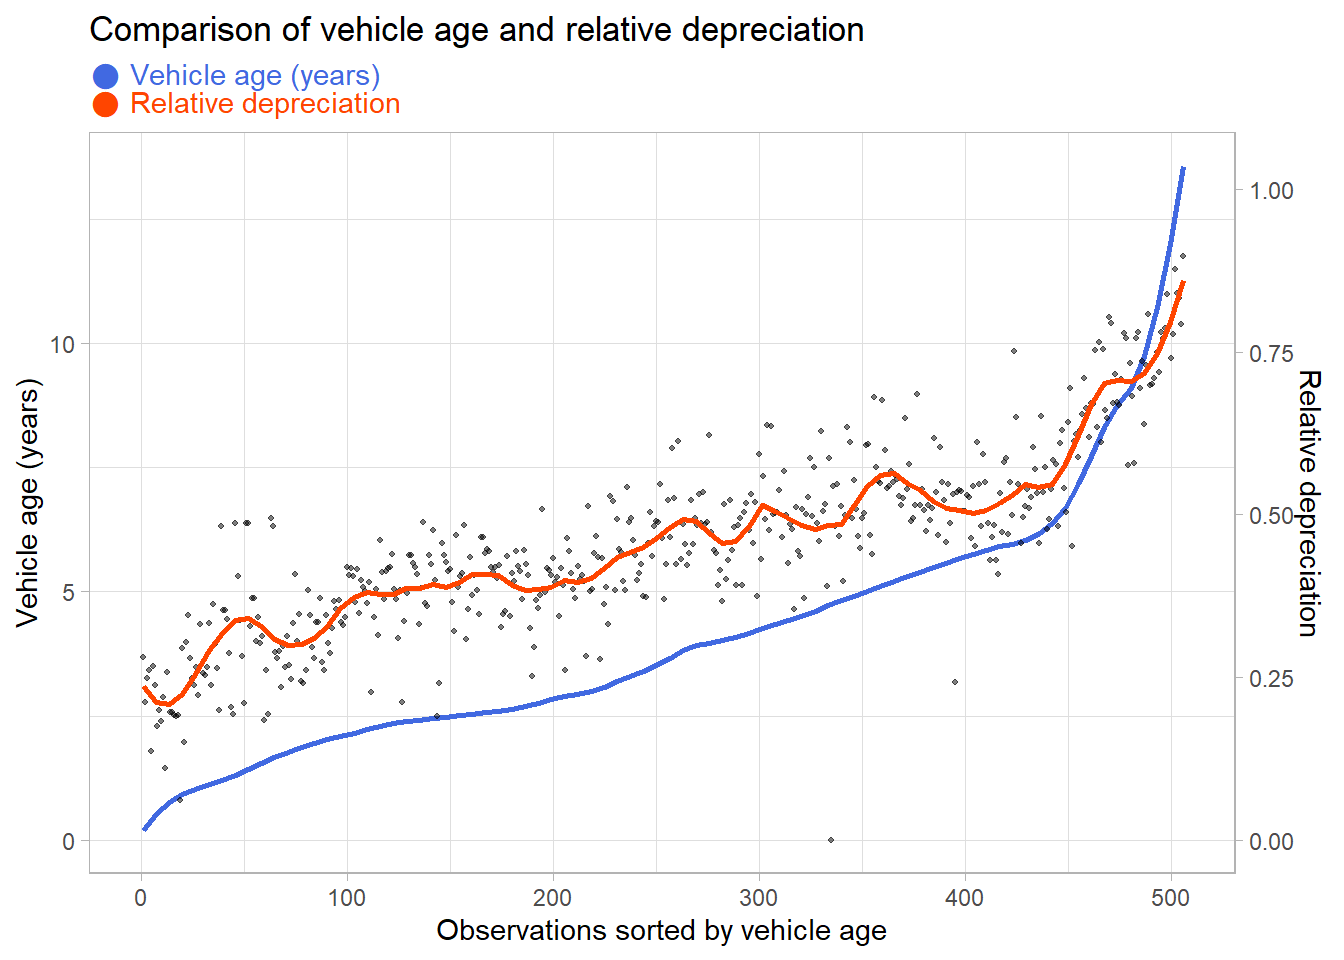 Comparison of vehicle age and relative depreciation
Vehicle age (years)
Relative depreciation
Vehicle age (years)
10
5
0
1.00
0.75
0.50
0.25
0.00
Relative depreciation
0 100 200 300 400 500
Observations sorted by vehicle age